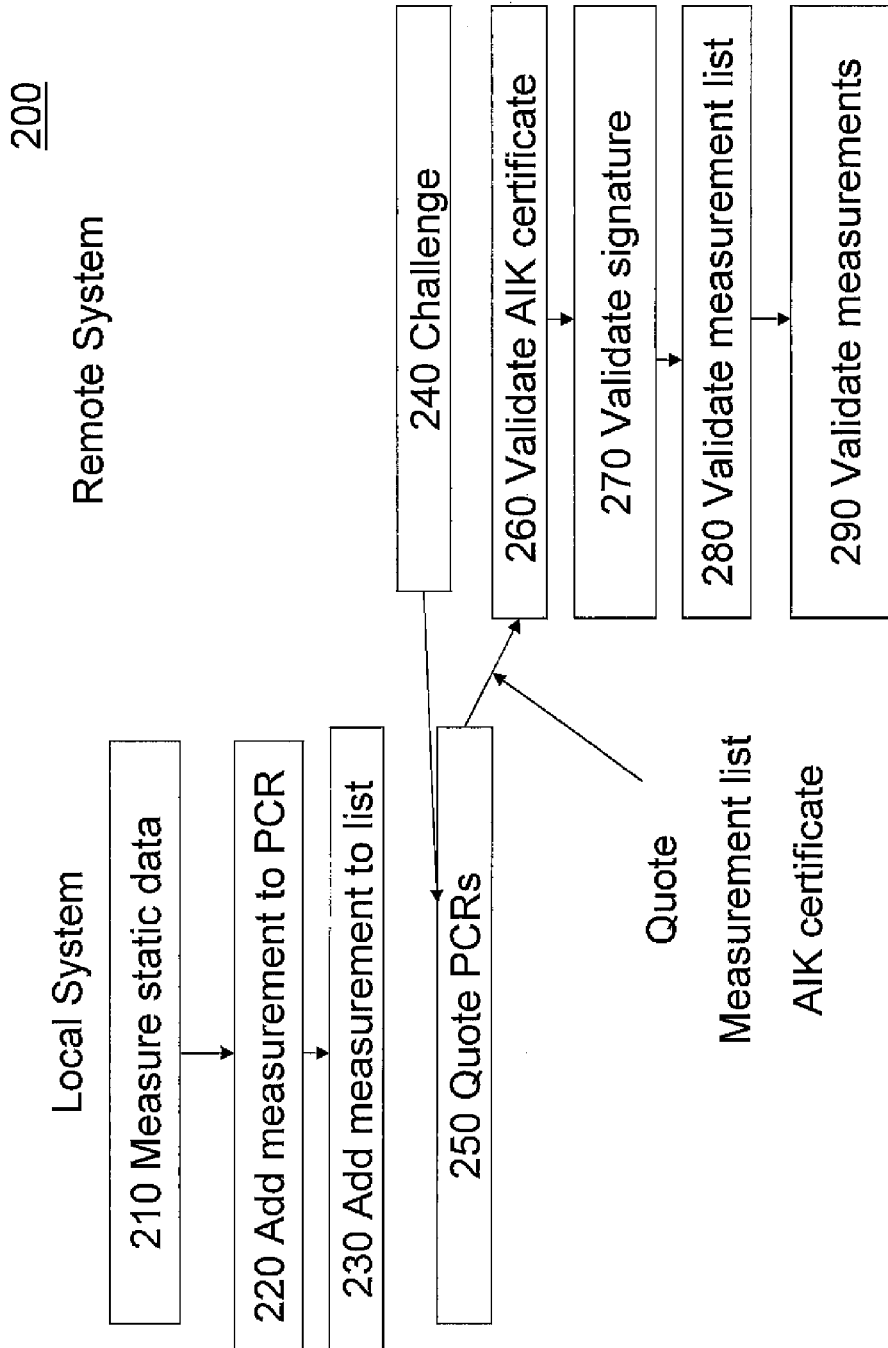 200
Local System
Remote System
210 Measure static data
220 Add measurement to PCR
230 Add measurement to list
240 Challenge
250 Quote PCRs
260 Validate AIK certificate
270 Validate signature
280 Validate measurement list
290 Validate measurements
Quote
Measurement list
AIK certificate